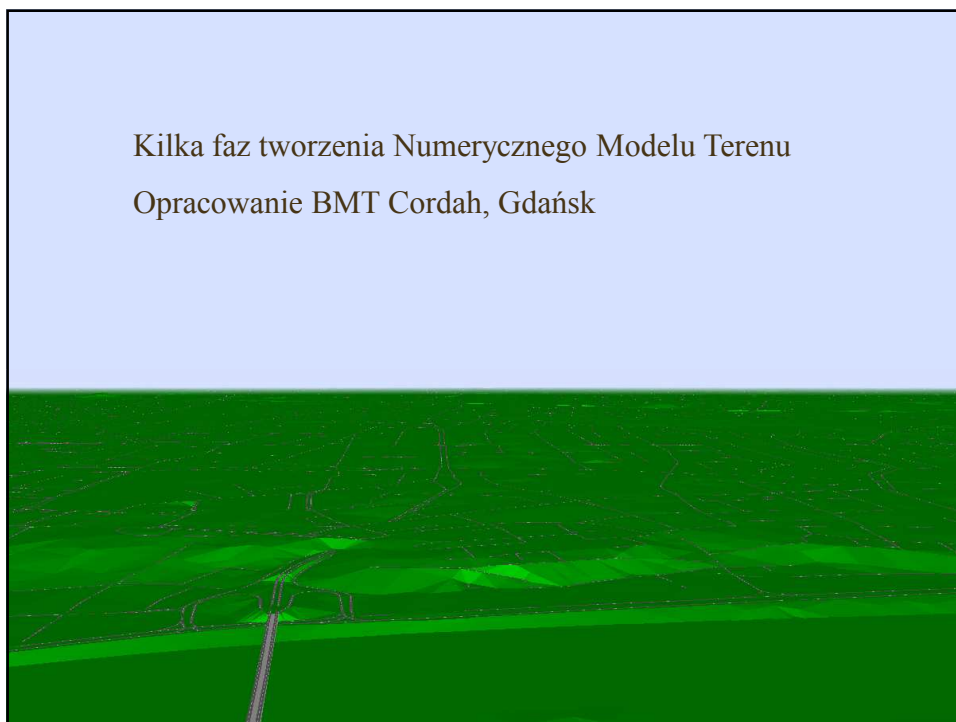 Kilka faz tworzenia Numerycznego Modelu Terenu
Opracowanie BMT Cordah, Gdańsk